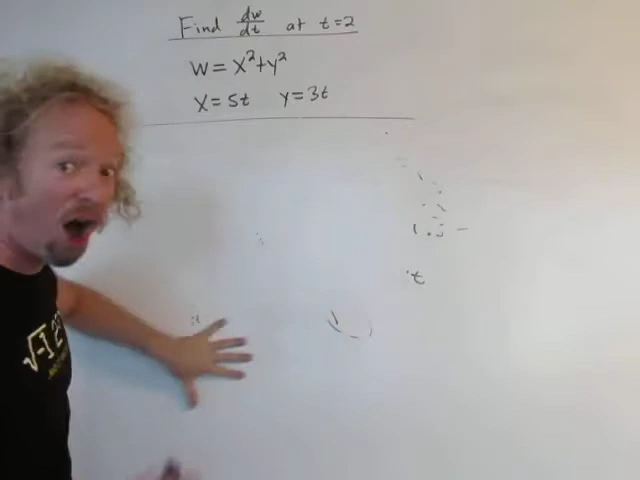 Find dw/dt at t=2
W = x²+y²
x = 5t y = 3t
t